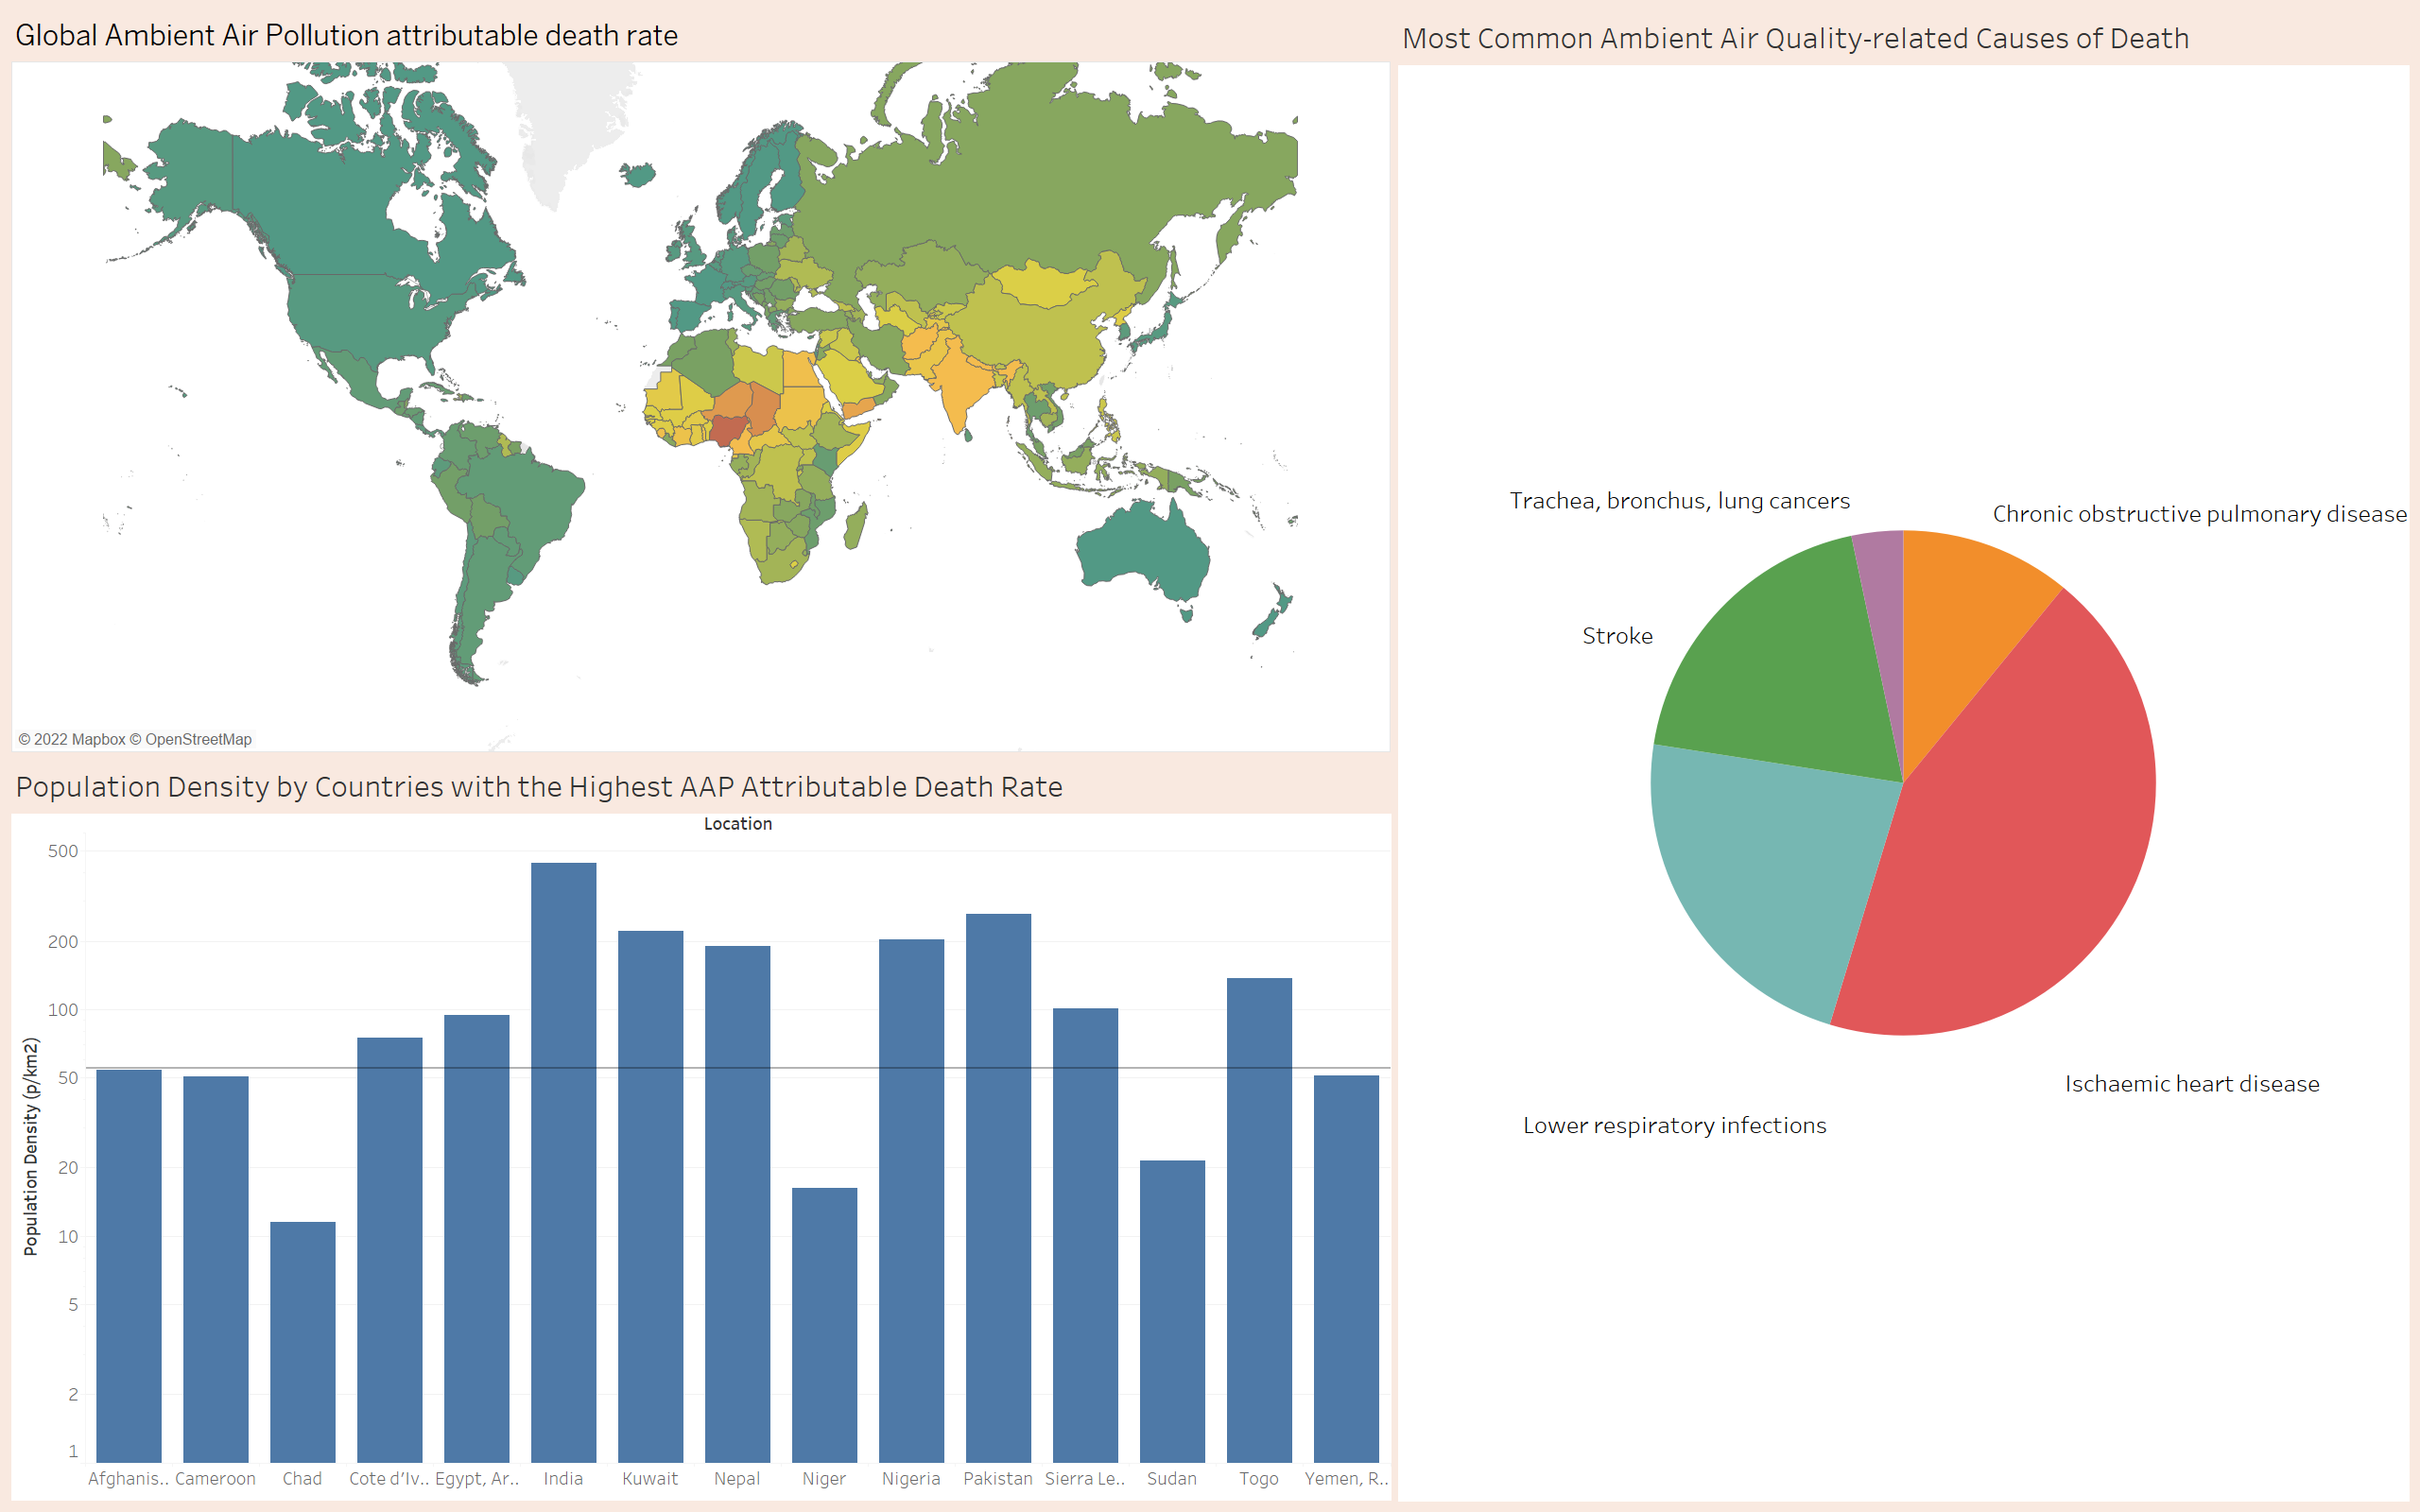 Global Ambient Air Pollution attributable death rate
© 2022 Mapbox © OpenStreetMap
Population Density by Countries with the Highest AAP Attributable Death Rate
Location
Population Density (p/km2)
500
200
100
50
20
10
5
2
1
Afghanis.. Cameroon Chad Cote d'Iv.. Egypt, Ar.. India Kuwait Nepal Niger Nigeria Pakistan Sierra Le.. Sudan Togo Yemen, R..
Most Common Ambient Air Quality-related Causes of Death
Trachea, bronchus, lung cancers
Chronic obstructive pulmonary disease
Stroke
Ischaemic heart disease
Lower respiratory infections